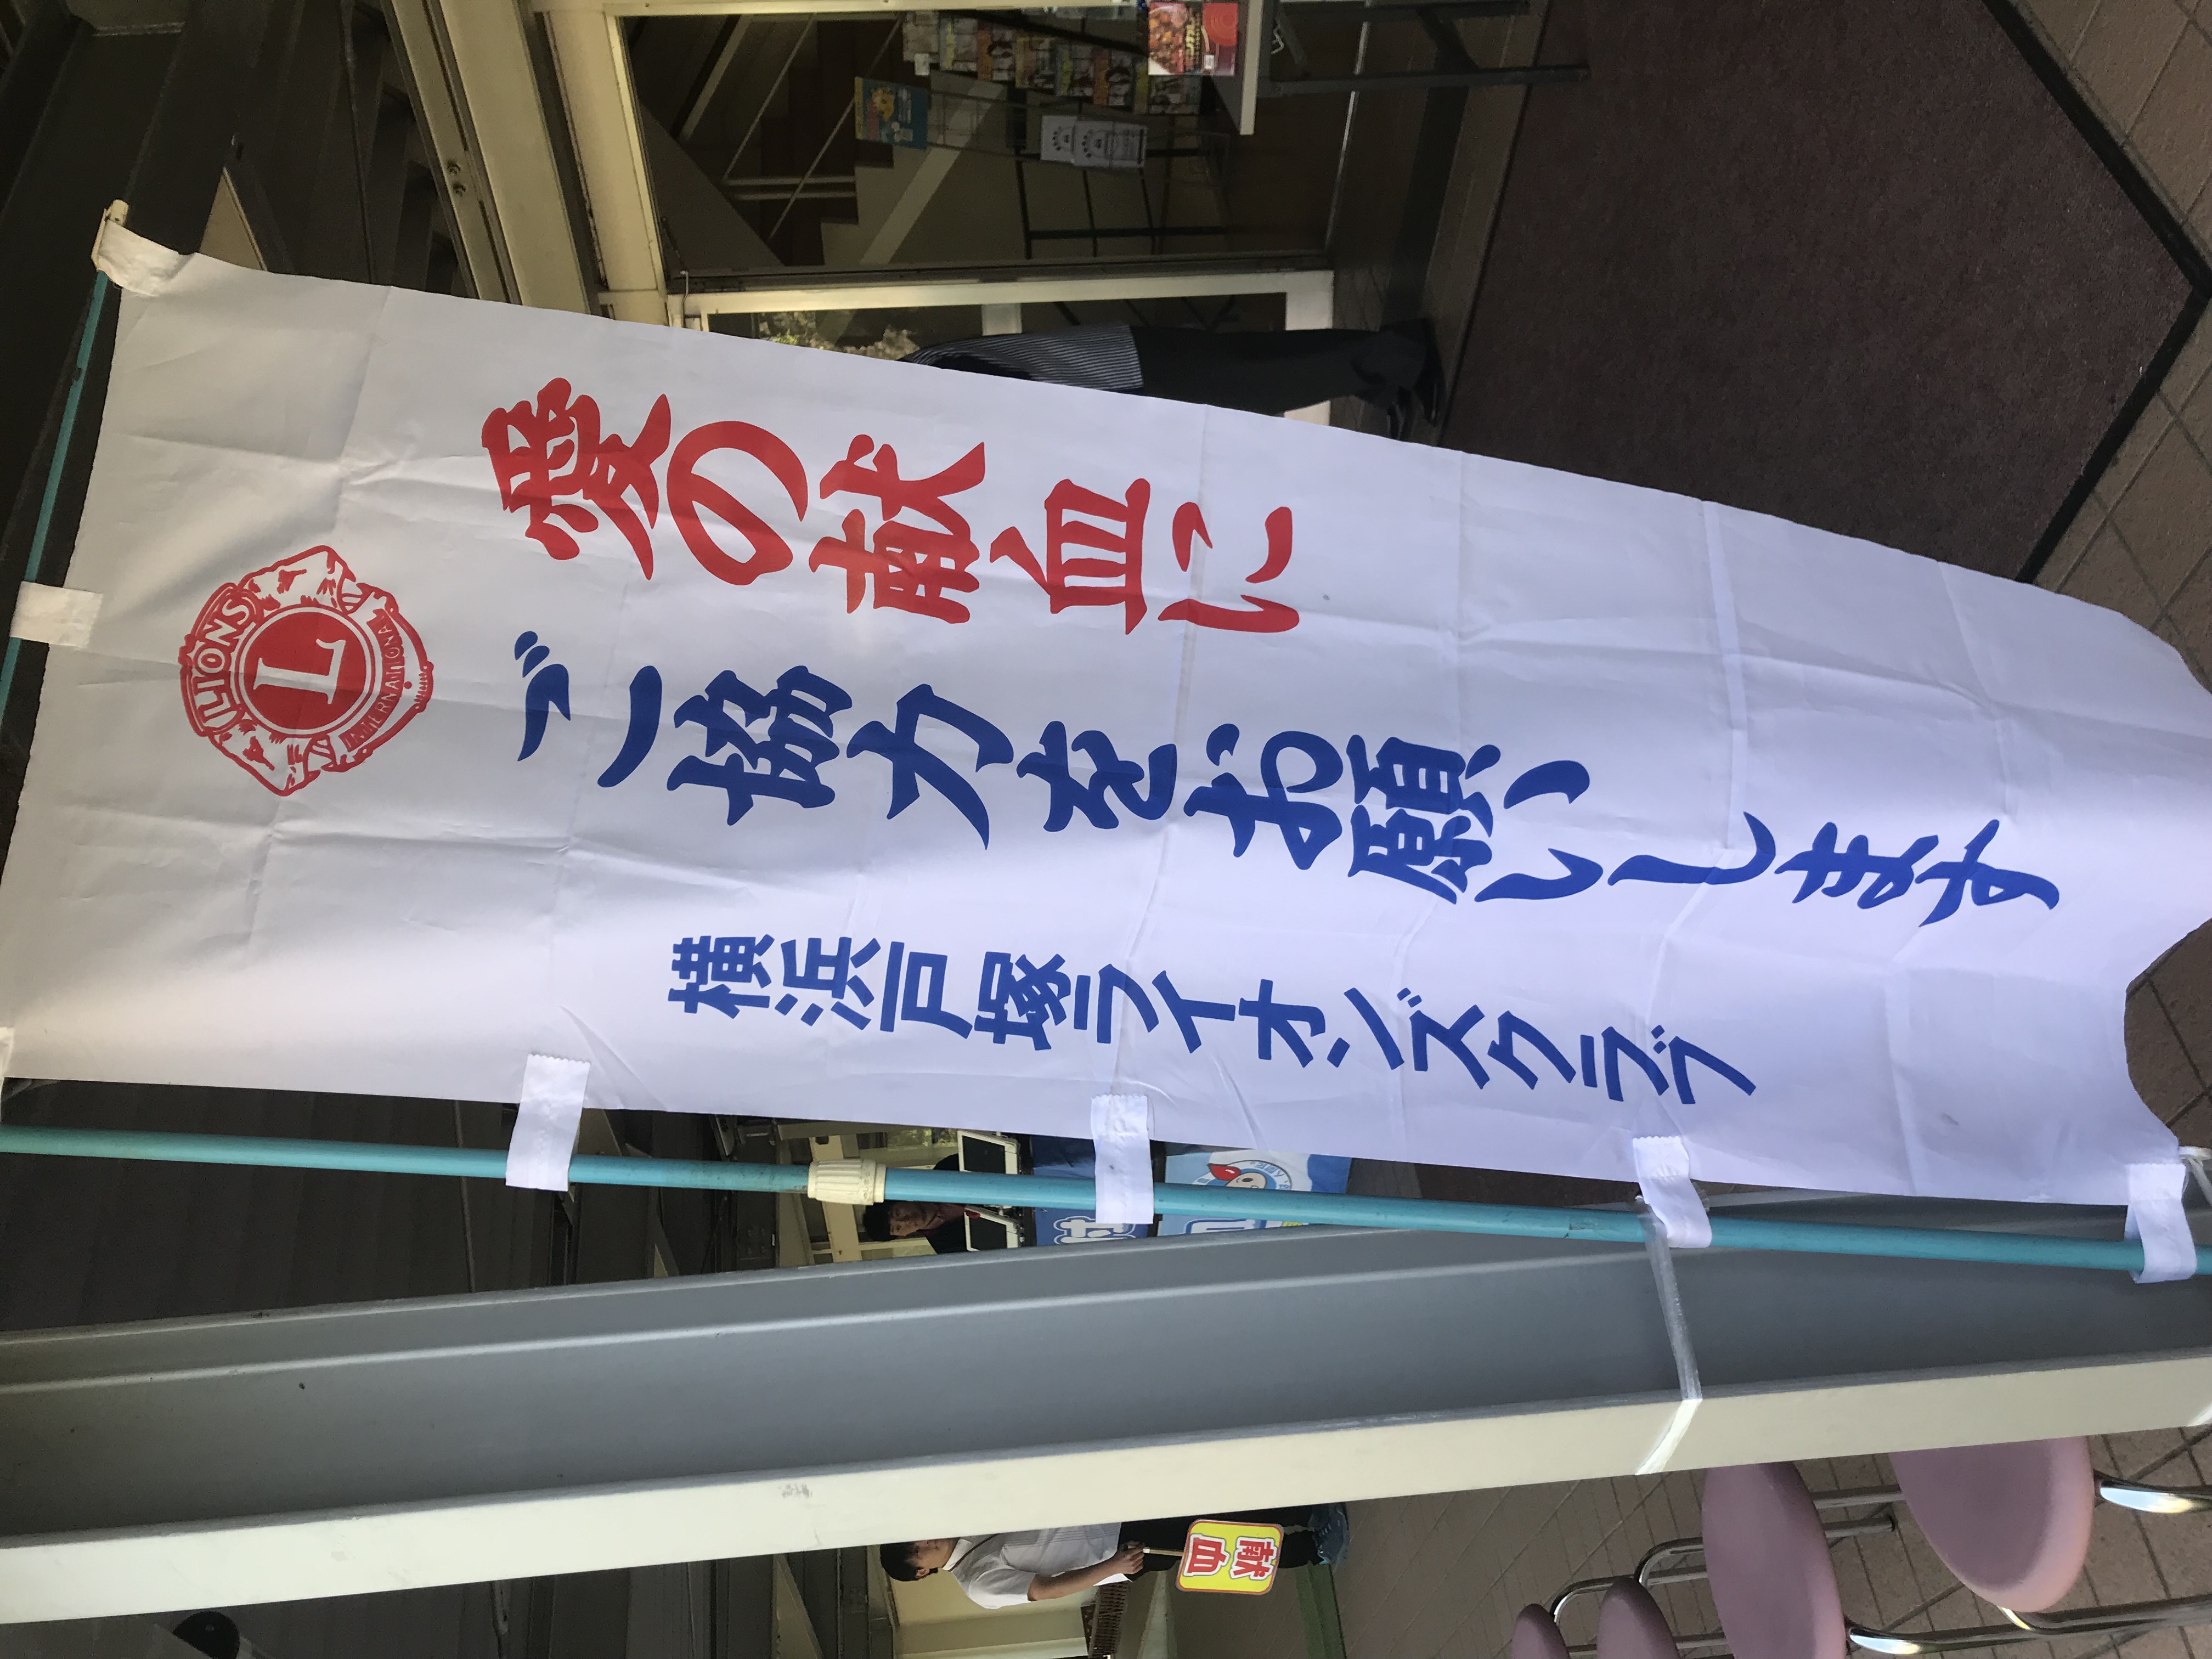 LIONS
L
INTERNATIONAL
愛の献血に
ご協力をお願いします
横浜戸塚ライオンズクラブ
献血